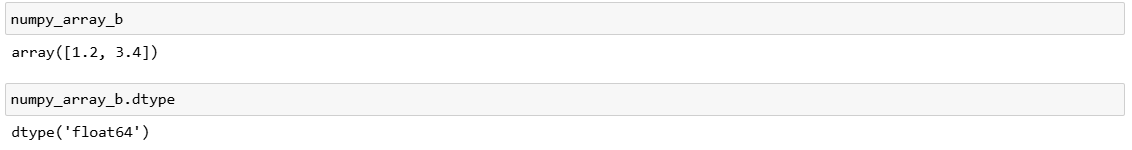 numpy_array_b
array([1.2, 3.4])
numpy_array_b.dtype
dtype('float64')